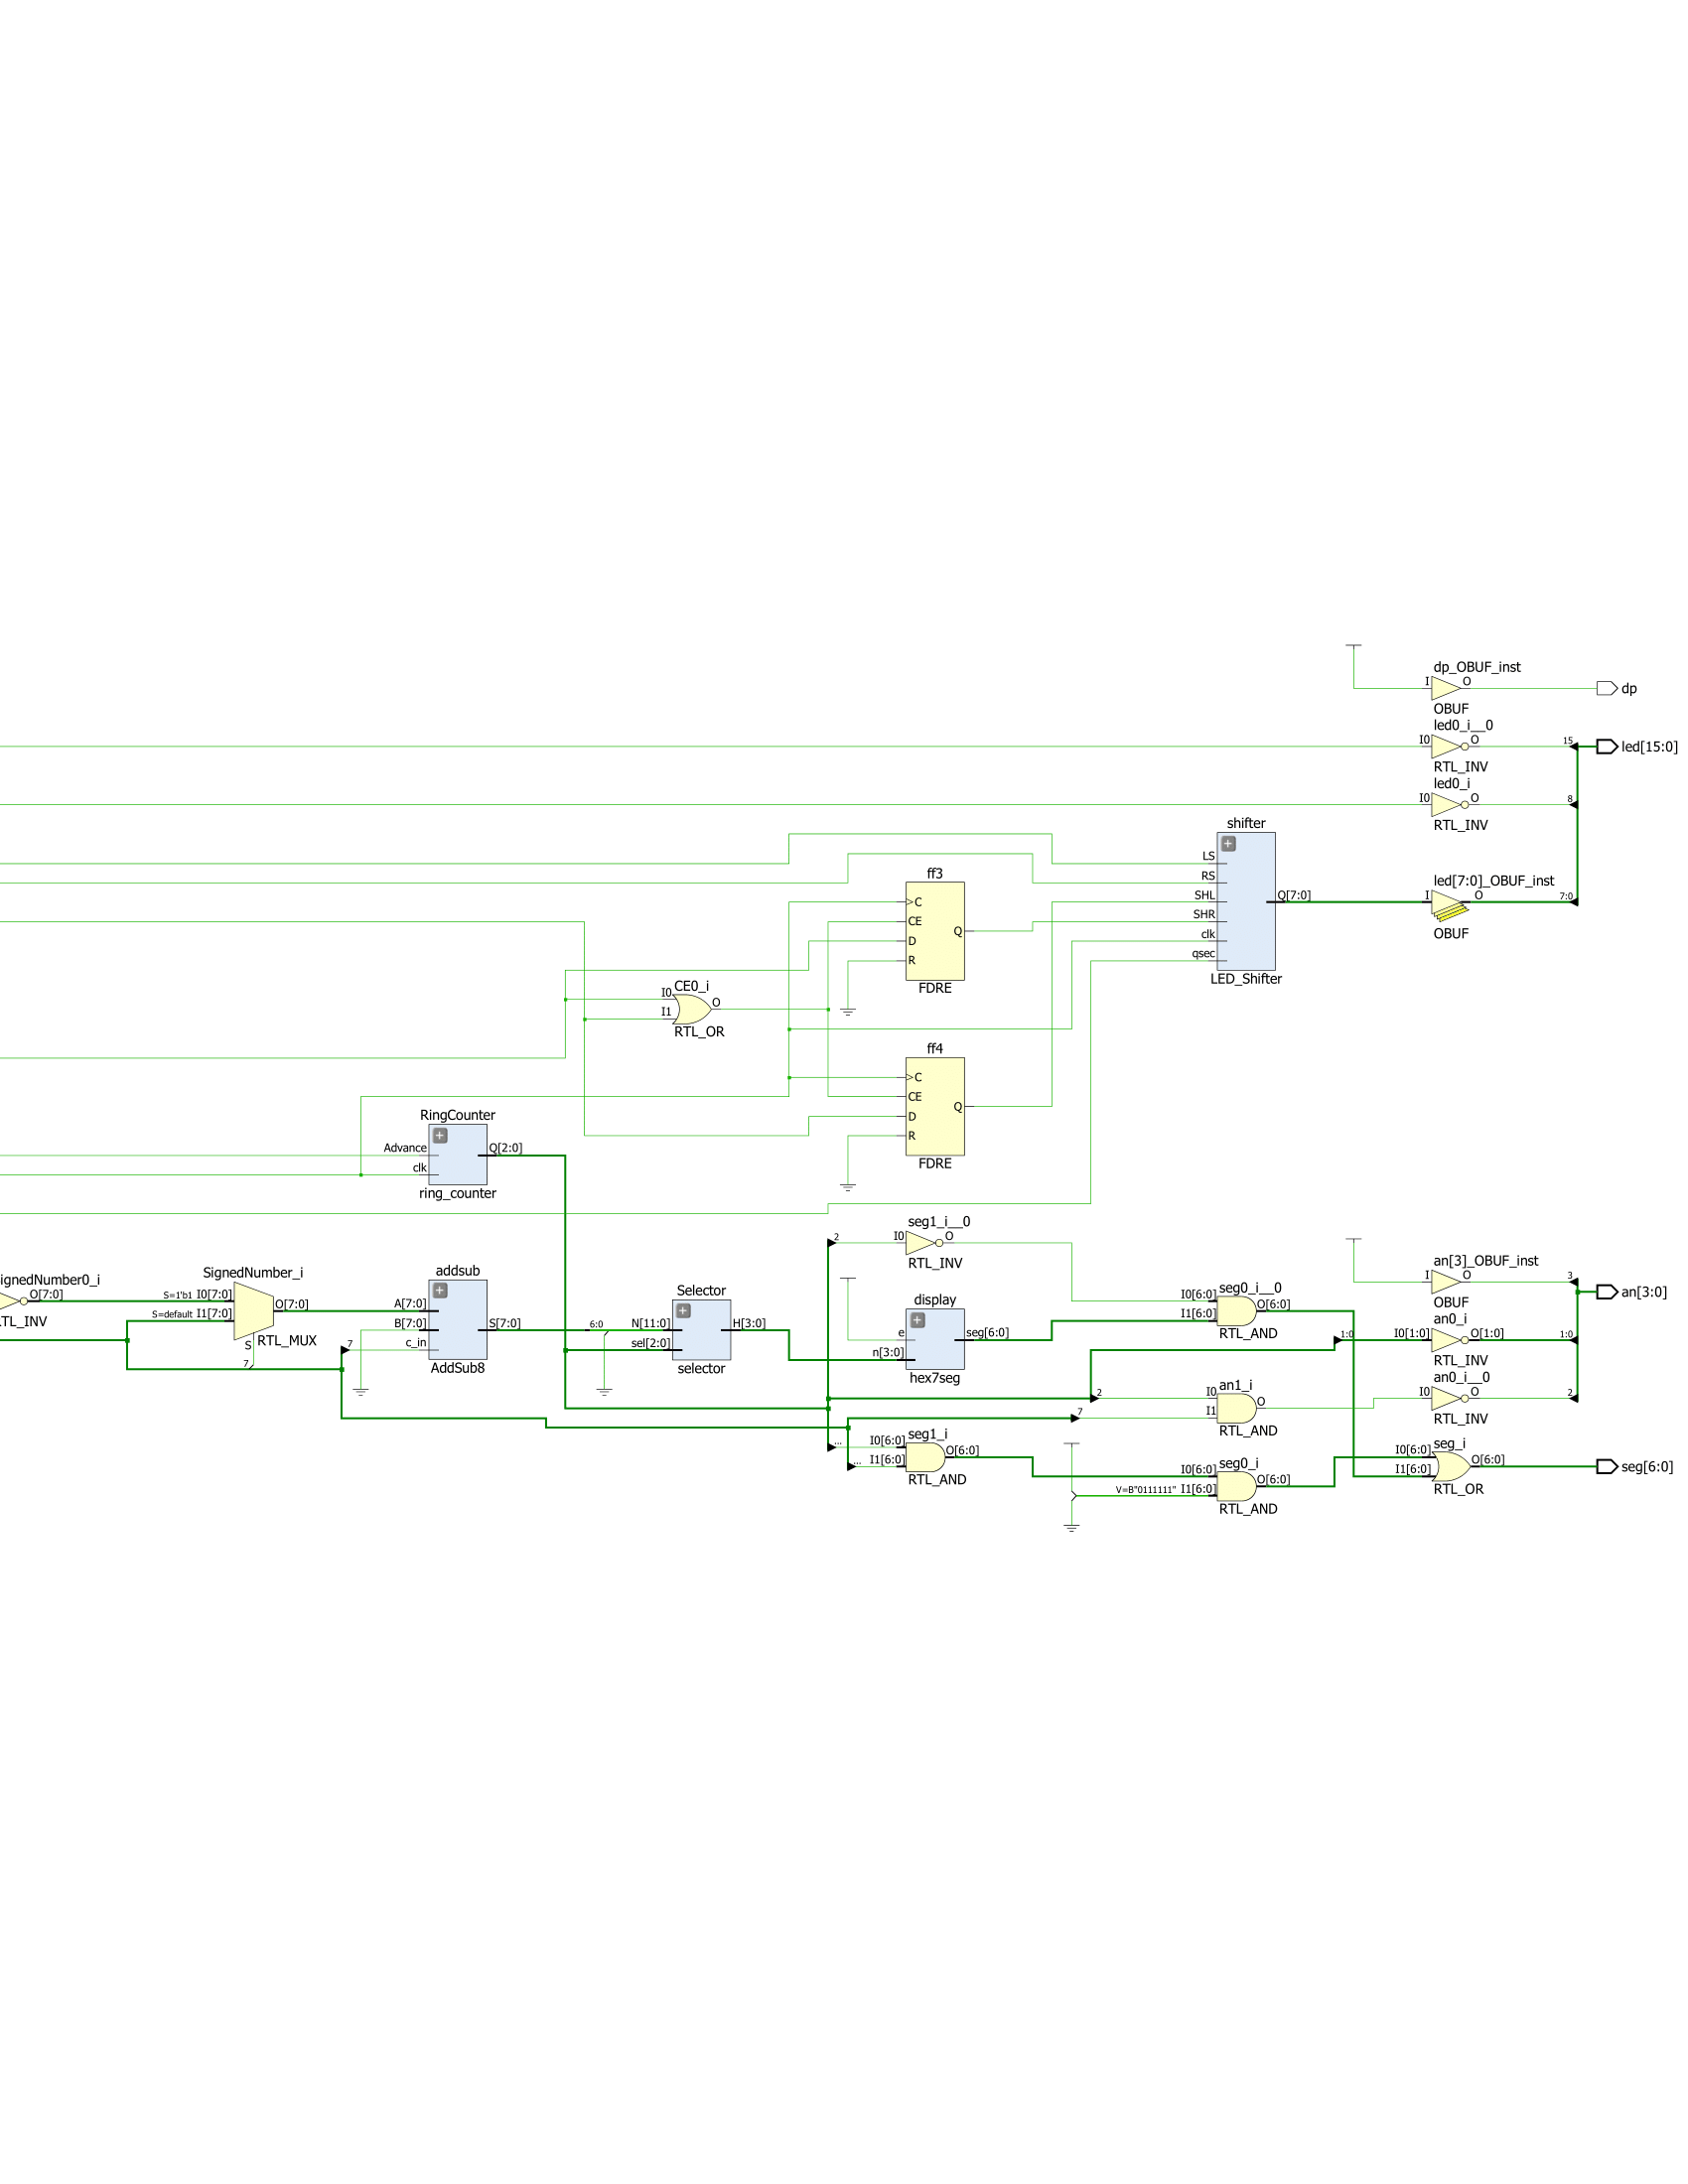 dp_OBUF_inst
I O
dp
OBUF
led0_i__0
I0 O
15
led[15:0]
RTL_INV
led0_i
I0 O
8
RTL_INV
shifter
LS
RS
SHL
SHR
clk
qsec
Q[7:0]
LED_Shifter
led[7:0]_OBUF_inst
I O
7:0
OBUF
ff3
C
CE
D
R
Q
FDRE
CE0_i
I0
I1
O
RTL_OR
ff4
C
CE
D
R
Q
FDRE
RingCounter
Advance
clk
Q[2:0]
ring_counter
seg1_i__0
2
I0 O
RTL_INV
ignedNumber0_i
O[7:0]
TL_INV
SignedNumber_i
S=1'b1 I0[7:0]
S=default I1[7:0]
O[7:0]
S
RTL_MUX
7
addsub
A[7:0]
B[7:0]
c_in
7
S[7:0]
AddSub8
6:0
Selector
N[11:0]
sel[2:0]
H[3:0]
selector
display
e
n[3:0]
seg[6:0]
hex7seg
seg0_i__0
I0[6:0]
I1[6:0]
O[6:0]
RTL_AND
an[3]_OBUF_inst
I O
3
an[3:0]
OBUF
an0_i
1:0
I0[1:0] O[1:0]
1:0
RTL_INV
an1_i
2
I0
7
I1
O
RTL_AND
an0_i__0
I0 O
2
RTL_INV
seg1_i
... I0[6:0]
... I1[6:0]
O[6:0]
RTL_AND
seg0_i
I0[6:0]
V=B"0111111" I1[6:0]
O[6:0]
RTL_AND
seg_i
I0[6:0]
I1[6:0]
O[6:0]
RTL_OR
seg[6:0]